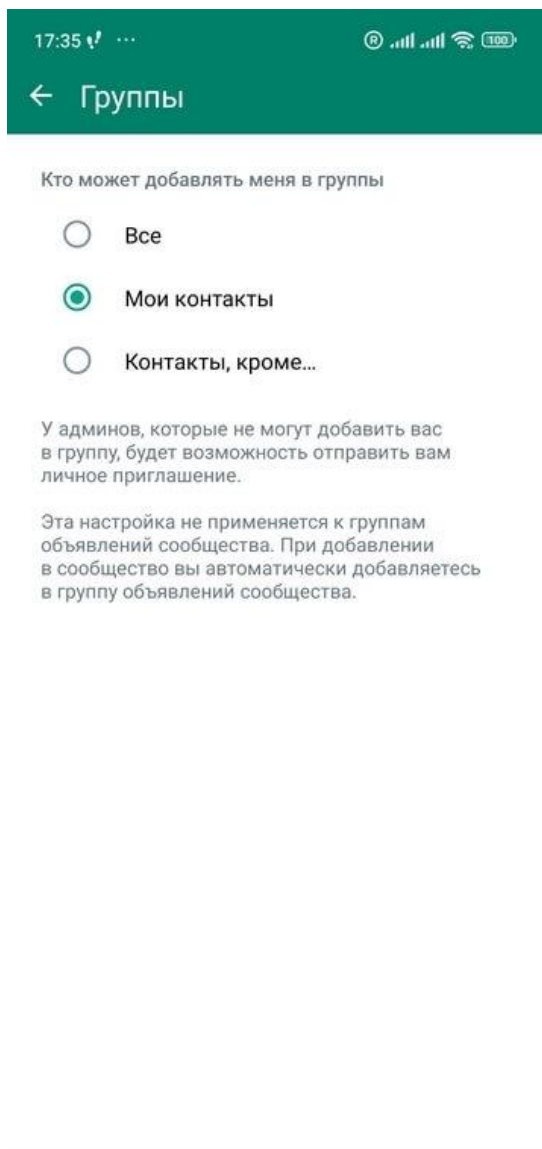 17:35 ... ® 100
Группы
Кто может добавлять меня в группы
Все
Мои контакты
Контакты, кроме...
У админов, которые не могут добавить вас
в группу, будет возможность отправить вам
личное приглашение.
Эта настройка не применяется к группам
объявлений сообщества. При добавлении
в сообщество вы автоматически добавляетесь
в группу объявлений сообщества.